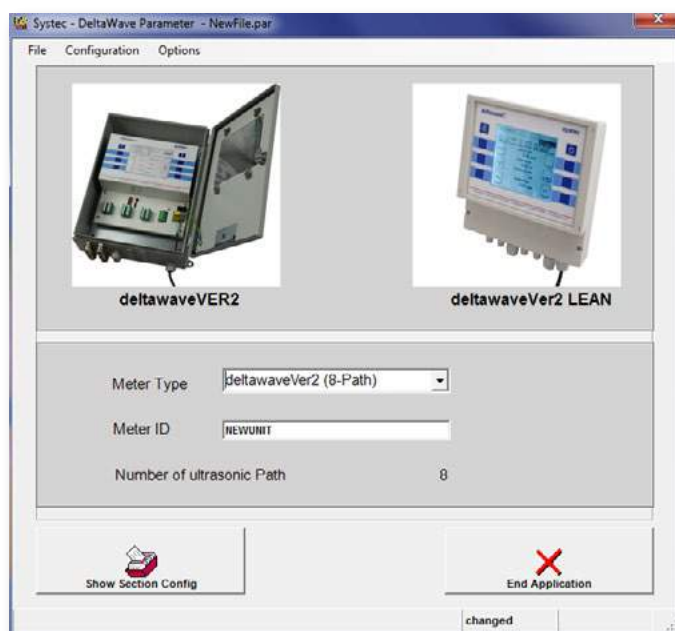 Systec - DeltaWave Parameter - NewFile.par
File Configuration Options
deltawaveVER2 deltawaveVer2 LEAN
Meter Type deltawaveVer2 (8-Path)
Meter ID NEWUNIT
Number of ultrasonic Path 8
Show Section Config End Application
changed